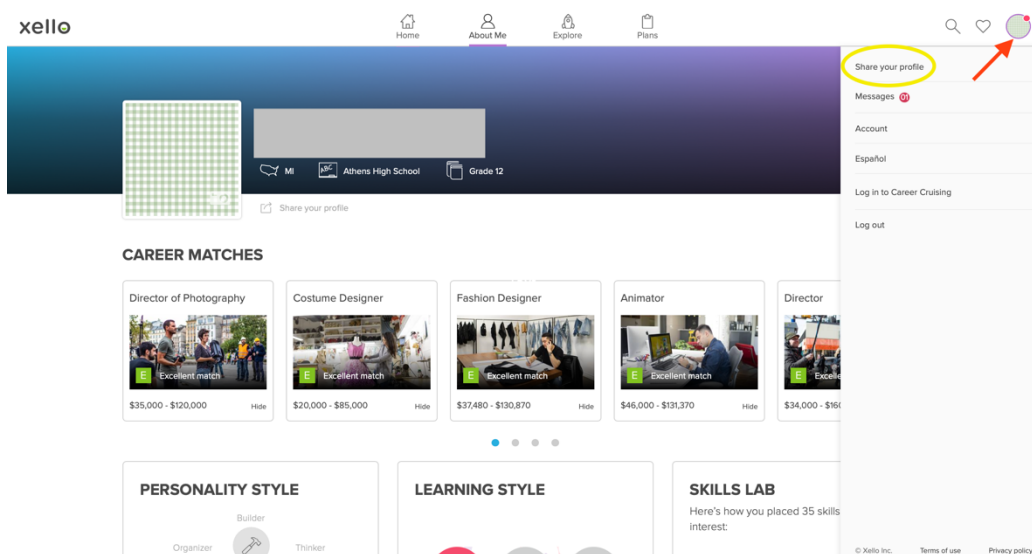 xello
Home
About Me
Explore
Plans
Share your profile
Messages 01
Account
Español
Log in to Career Cruising
Log out
MI
ABC
Athens High School
Grade 12
Share your profile
CAREER MATCHES
Director of Photography
E Excellent match
$35,000 - $120,000
Hide
Costume Designer
E Excellent match
$20,000 - $85,000
Hide
Fashion Designer
E Excellent match
$37,480 - $130,870
Hide
Animator
E Excellent match
$46,000 - $131,370
Hide
Director
E Excelle
$34,000 - $160
PERSONALITY STYLE
Builder
Organizer
Thinker
LEARNING STYLE
SKILLS LAB
Here's how you placed 35 skills
interest:
© Xello Inc.
Terms of use
Privacy policy